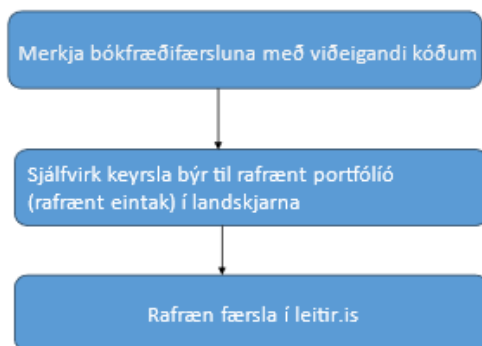 Merkja bókfræðifærsluna með viðeigandi kóðum
Sjálfvirk keyrsla býr til rafrænt portfólíó
(rafrænt eintak) í landskjarna
Rafræn færsla í leitir.is